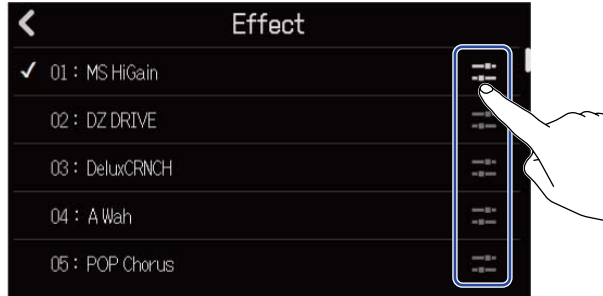 Effect
01 : MS HiGain
02 : DZ DRIVE
03 : DeluxCRNCH
04 : A Wah
05 : POP Chorus